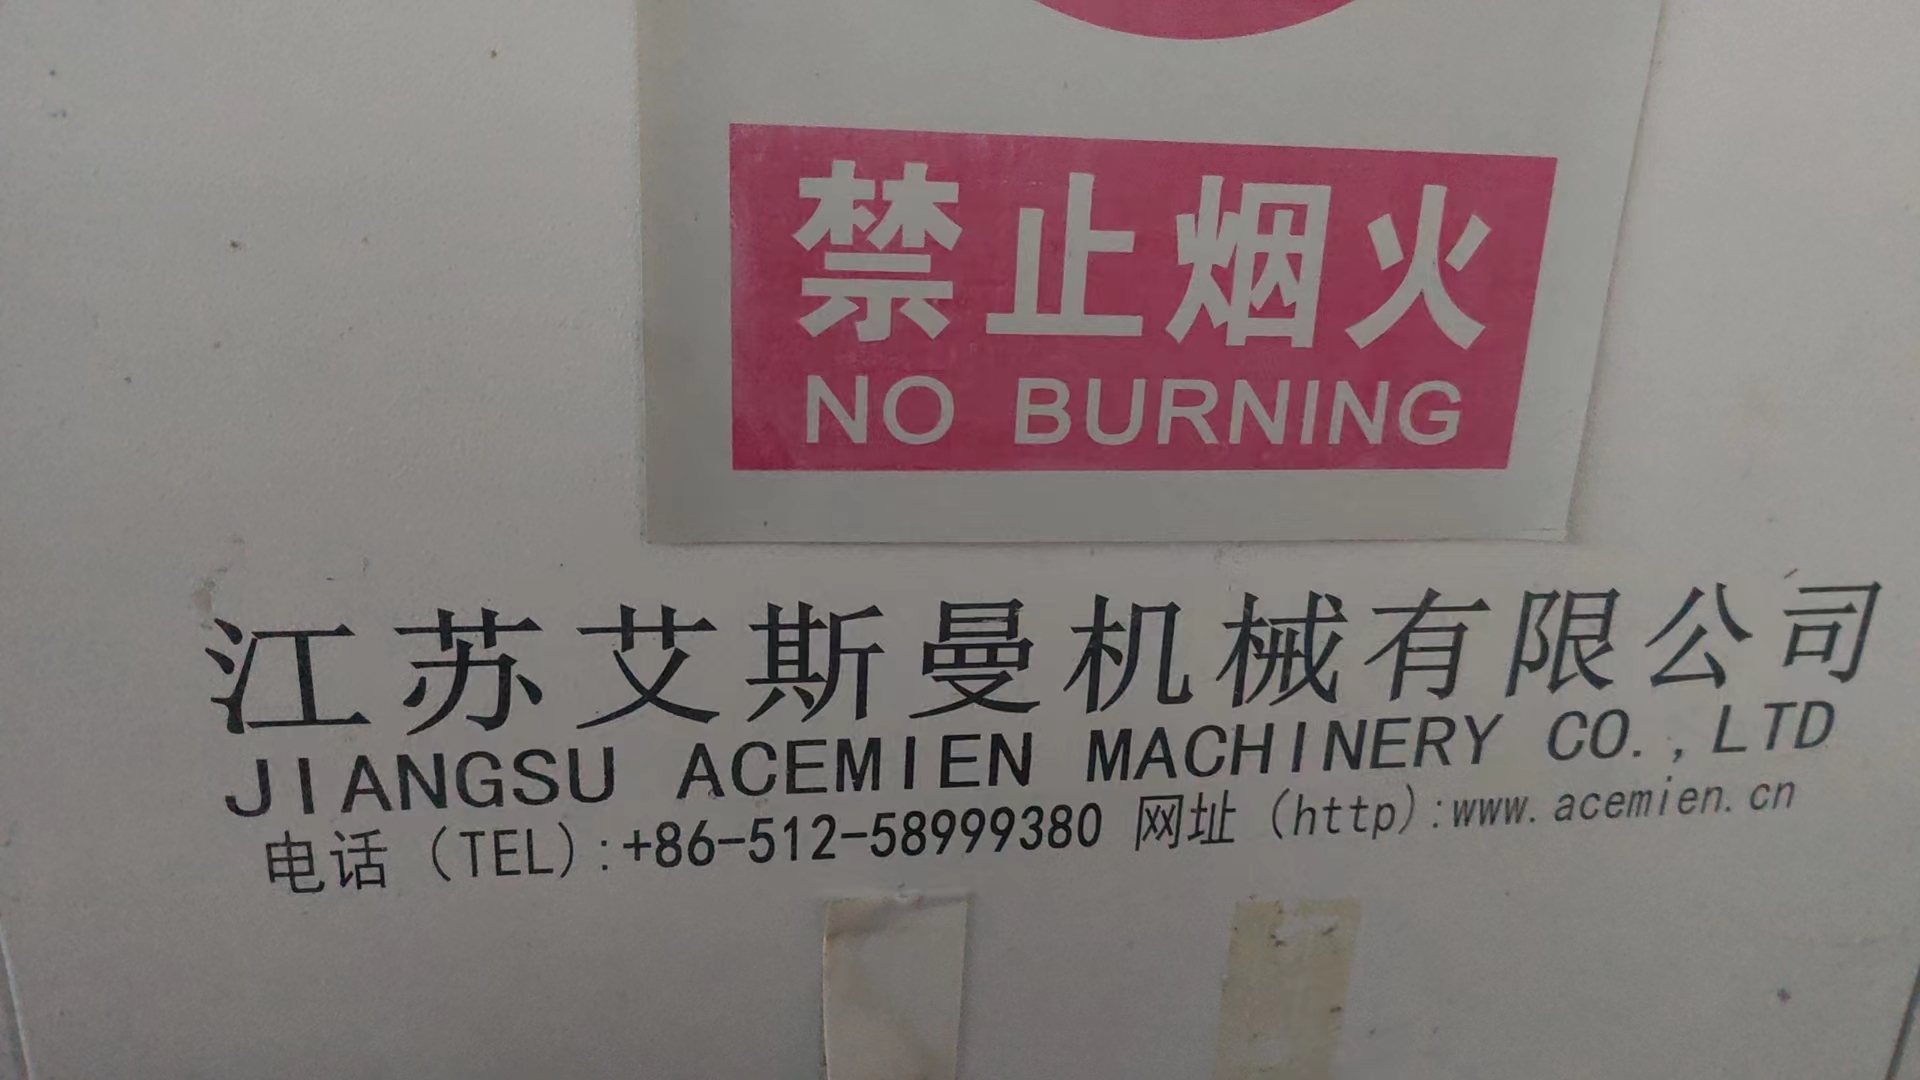 禁止烟火
NO BURNING
江苏艾斯曼机械有限公司
JIANGSU ACEMIEN MACHINERY CO.,LTD
电话（TEL）:+86-512-58999380 网址（http）:www.acemien.cn